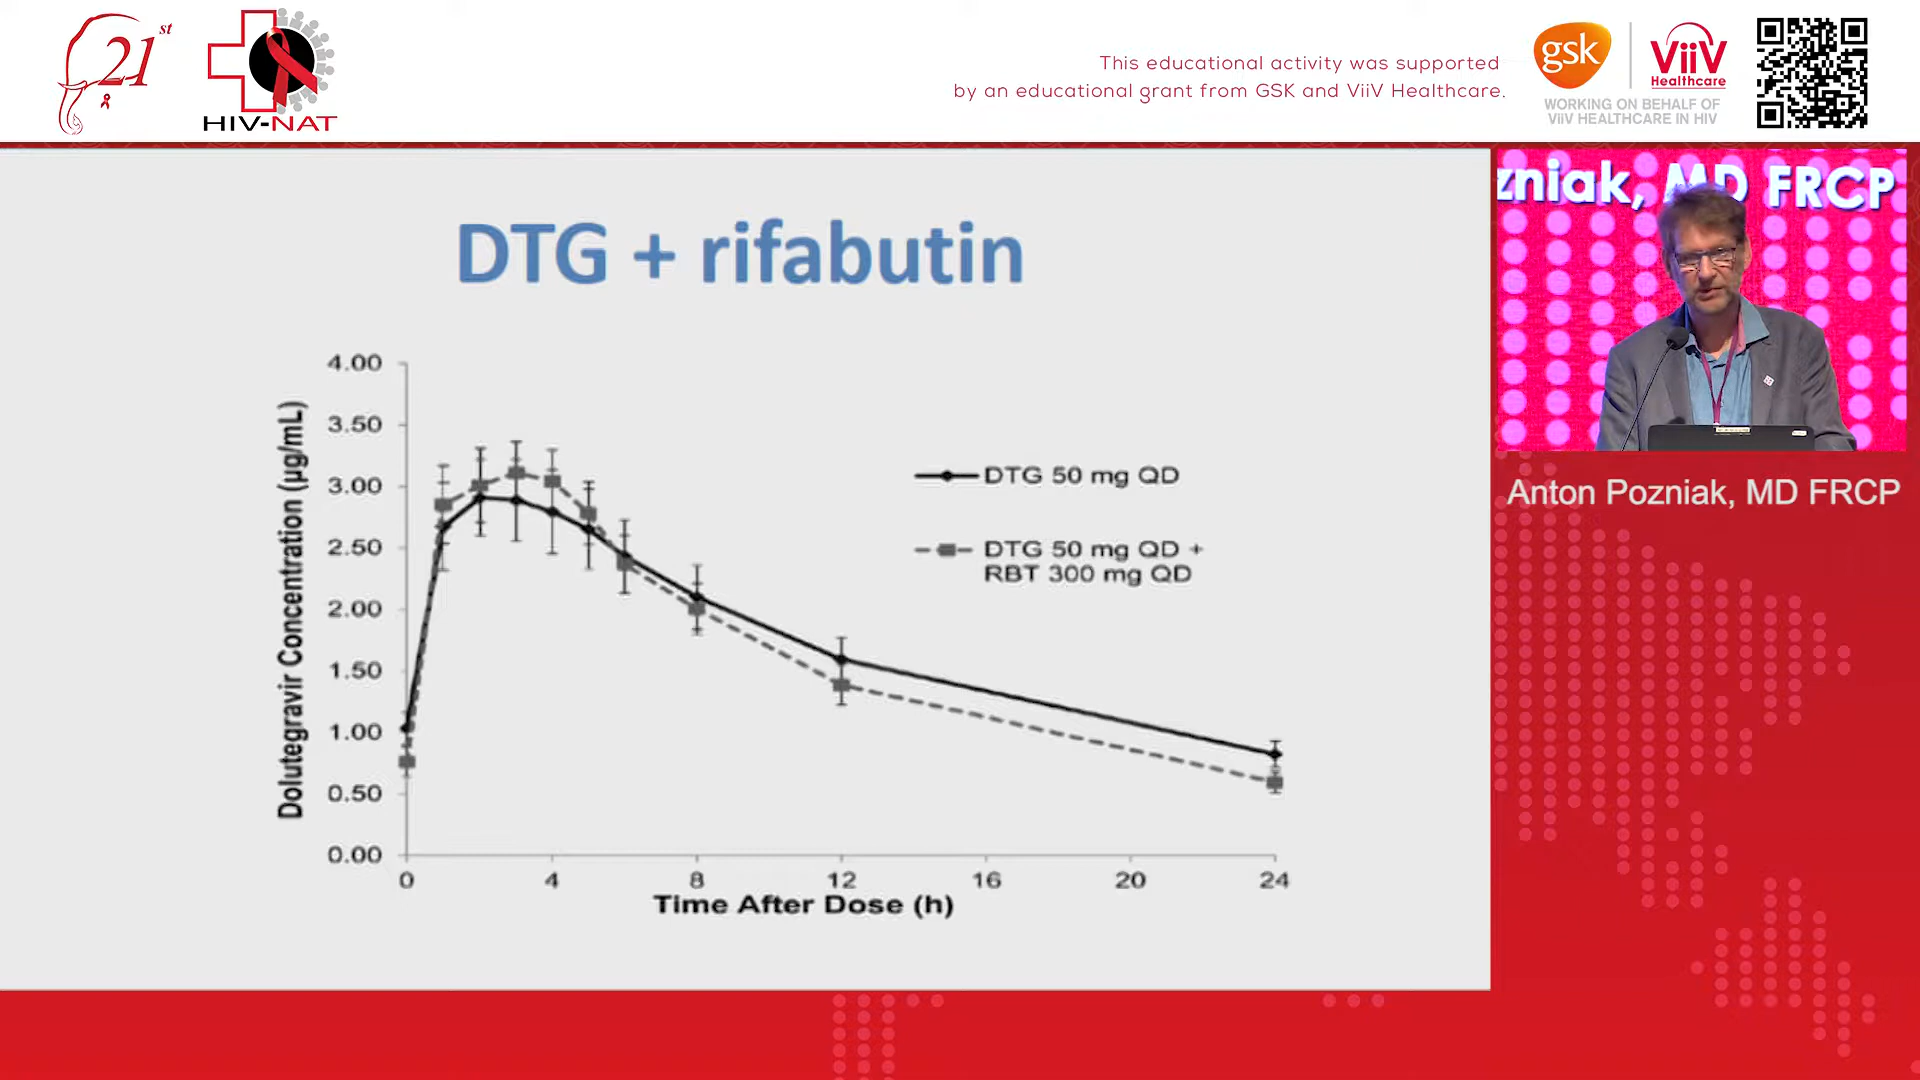 21st
HIV-NAT
This educational activity was supported
by an educational grant from GSK and ViiV Healthcare.
gsk
ViiV
Healthcare
WORKING ON BEHALF OF
ViiV HEALTHCARE IN HIV
zniak, MD FRCP
Anton Pozniak, MD FRCP
DTG + rifabutin
Dolutegravir Concentration (µg/mL)
4.00
3.50
3.00
2.50
2.00
1.50
1.00
0.50
0.00
DTG 50 mg QD
DTG 50 mg QD +
RBT 300 mg QD
0 4 8 12 16 20 24
Time After Dose (h)